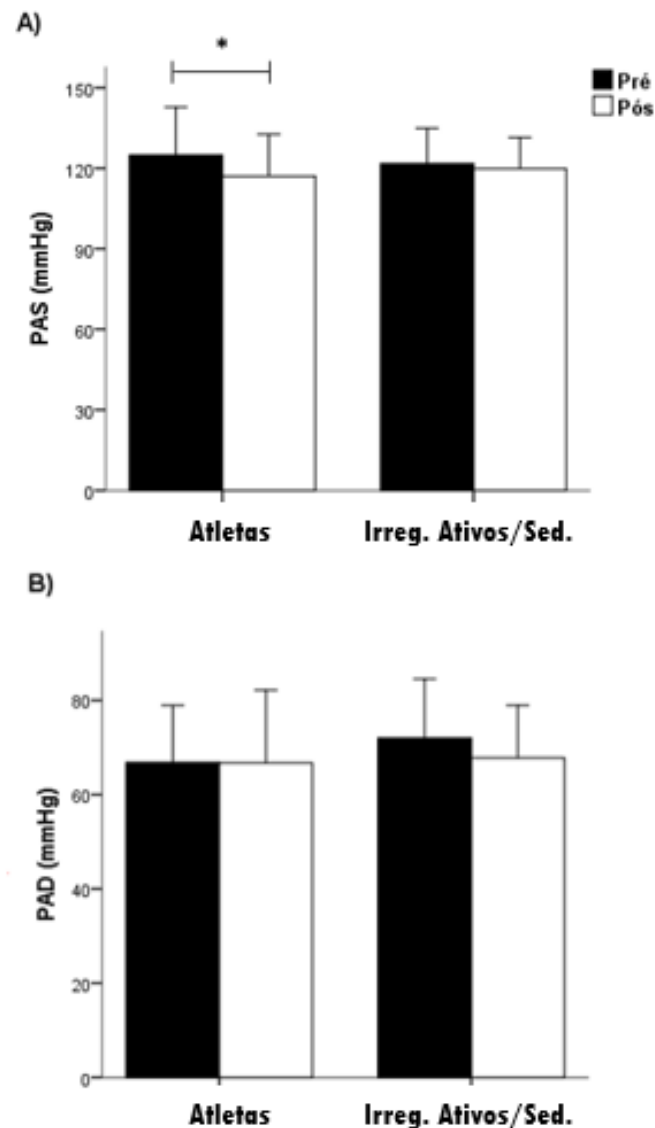 A)
*
Pré
Pós
150
120
90
60
30
0
PAS (mmHg)
Atletas Irreg. Ativos/Sed.
B)
80
60
40
20
0
PAD (mmHg)
Atletas Irreg. Ativos/Sed.